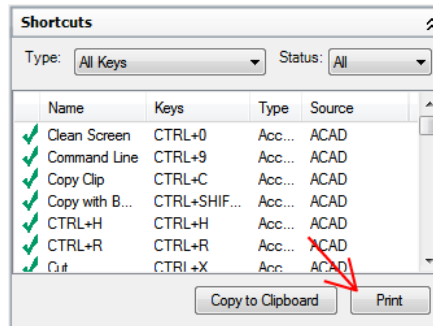 Shortcuts
Type: All Keys Status: All
Name Keys Type Source
Clean Screen CTRL+0 Acc... ACAD
Command Line CTRL+9 Acc... ACAD
Copy Clip CTRL+C Acc... ACAD
Copy with B... CTRL+SHIF... Acc... ACAD
CTRL+H CTRL+H Acc... ACAD
CTRL+R CTRL+R Acc... ACAD
Cut CTRL+X Acc ACAD
Copy to Clipboard Print